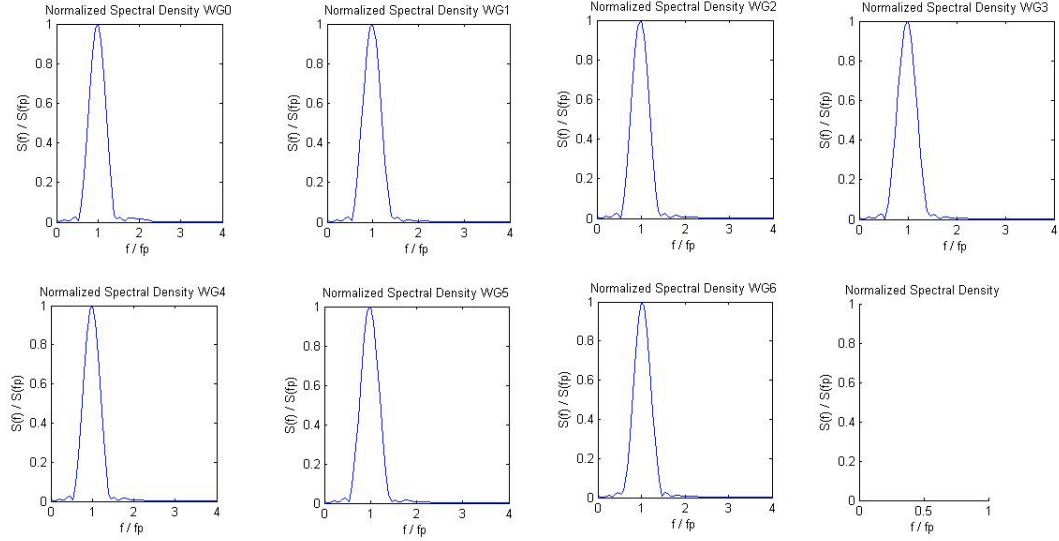 Normalized Spectral Density WG0
1
0.8
0.6
0.4
0.2
0
S(f) / S(fp)
0 1 2 3 4
f / fp
Normalized Spectral Density WG1
1
0.8
0.6
0.4
0.2
0
S(f) / S(fp)
0 1 2 3 4
f / fp
Normalized Spectral Density WG2
1
0.8
0.6
0.4
0.2
0
S(f) / S(fp)
0 1 2 3 4
f / fp
Normalized Spectral Density WG3
1
0.8
0.6
0.4
0.2
0
S(f) / S(fp)
0 1 2 3 4
f / fp
Normalized Spectral Density WG4
1
0.8
0.6
0.4
0.2
0
S(f) / S(fp)
0 1 2 3 4
f / fp
Normalized Spectral Density WG5
1
0.8
0.6
0.4
0.2
0
S(f) / S(fp)
0 1 2 3 4
f / fp
Normalized Spectral Density WG6
1
0.8
0.6
0.4
0.2
0
S(f) / S(fp)
0 1 2 3 4
f / fp
Normalized Spectral Density
1
0.8
0.6
0.4
0.2
0
S(f) / S(fp)
0 0.5 1
f / fp